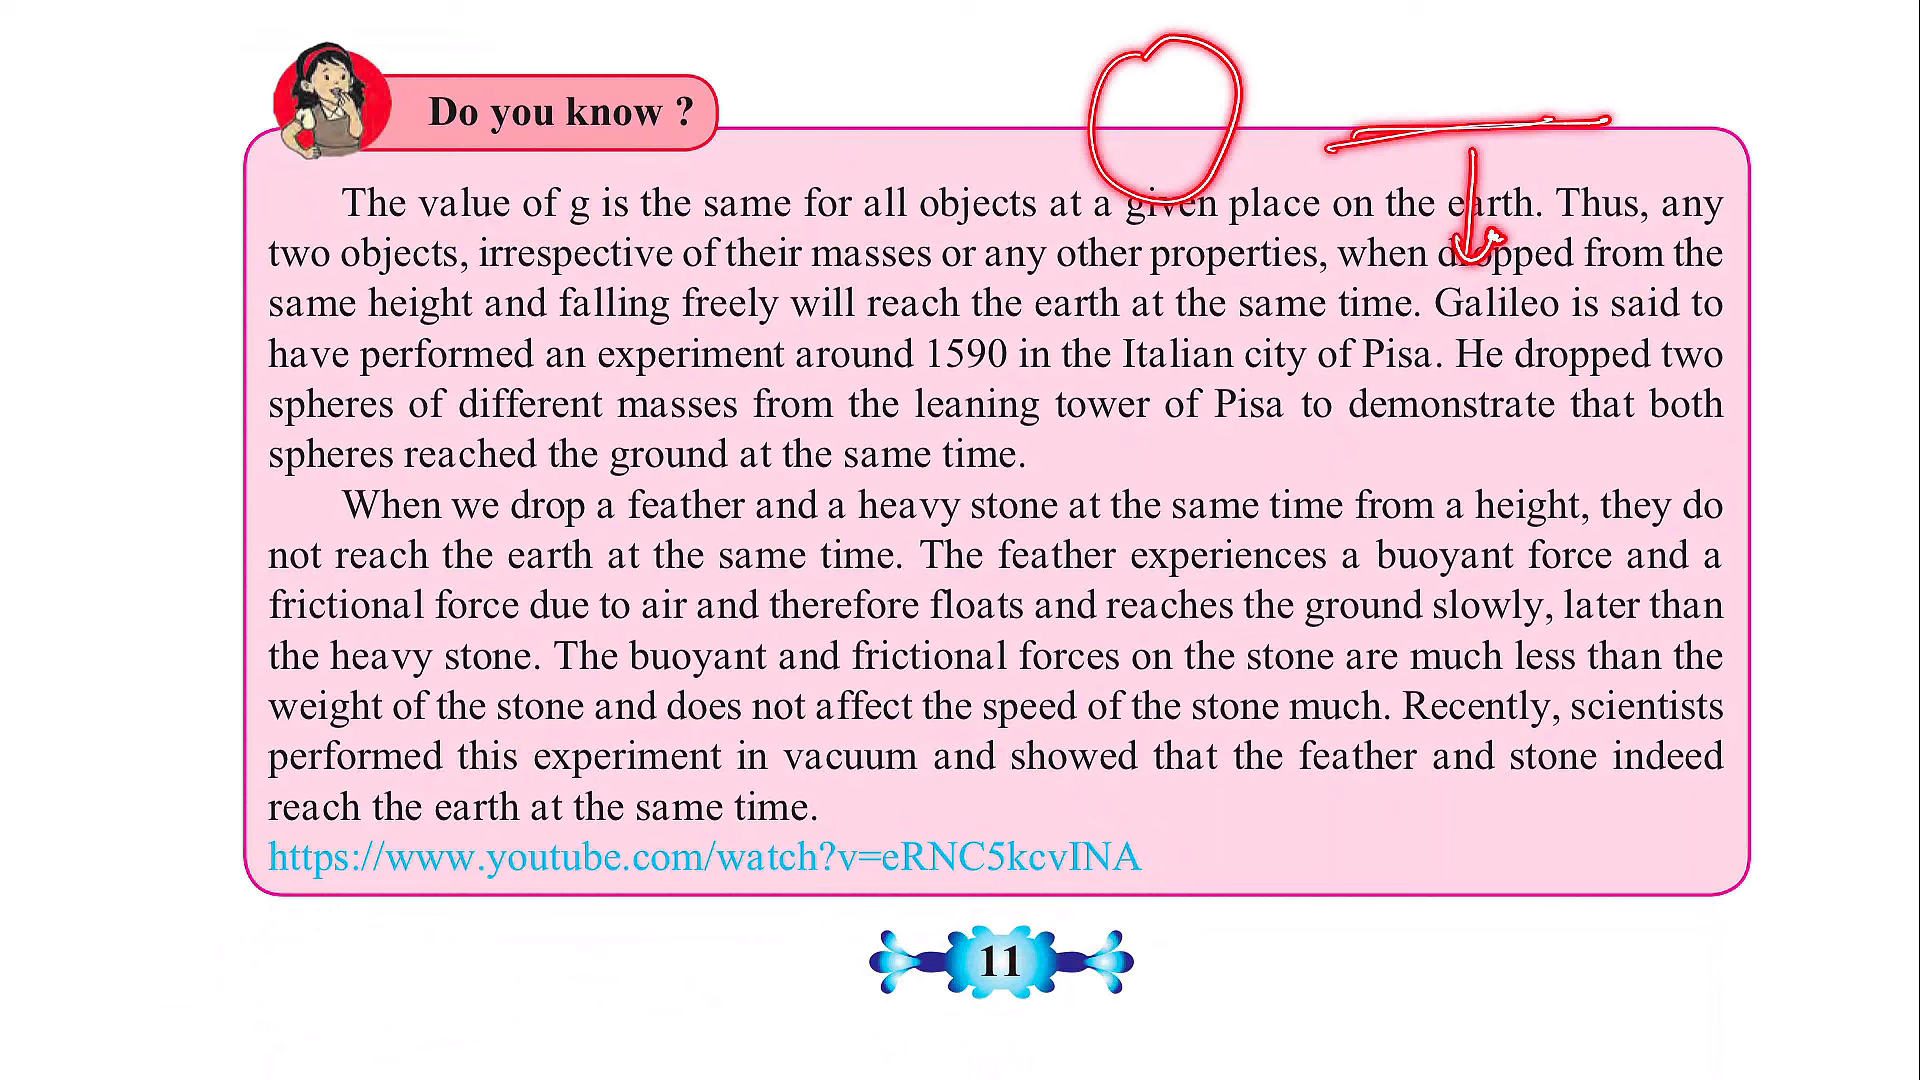 Do you know ?
The value of g is the same for all objects at a given place on the earth. Thus, any
two objects, irrespective of their masses or any other properties, when dropped from the
same height and falling freely will reach the earth at the same time. Galileo is said to
have performed an experiment around 1590 in the Italian city of Pisa. He dropped two
spheres of different masses from the leaning tower of Pisa to demonstrate that both
spheres reached the ground at the same time.
When we drop a feather and a heavy stone at the same time from a height, they do
not reach the earth at the same time. The feather experiences a buoyant force and a
frictional force due to air and therefore floats and reaches the ground slowly, later than
the heavy stone. The buoyant and frictional forces on the stone are much less than the
weight of the stone and does not affect the speed of the stone much. Recently, scientists
performed this experiment in vacuum and showed that the feather and stone indeed
reach the earth at the same time.
https://www.youtube.com/watch?v=eRNC5kcvINA
11